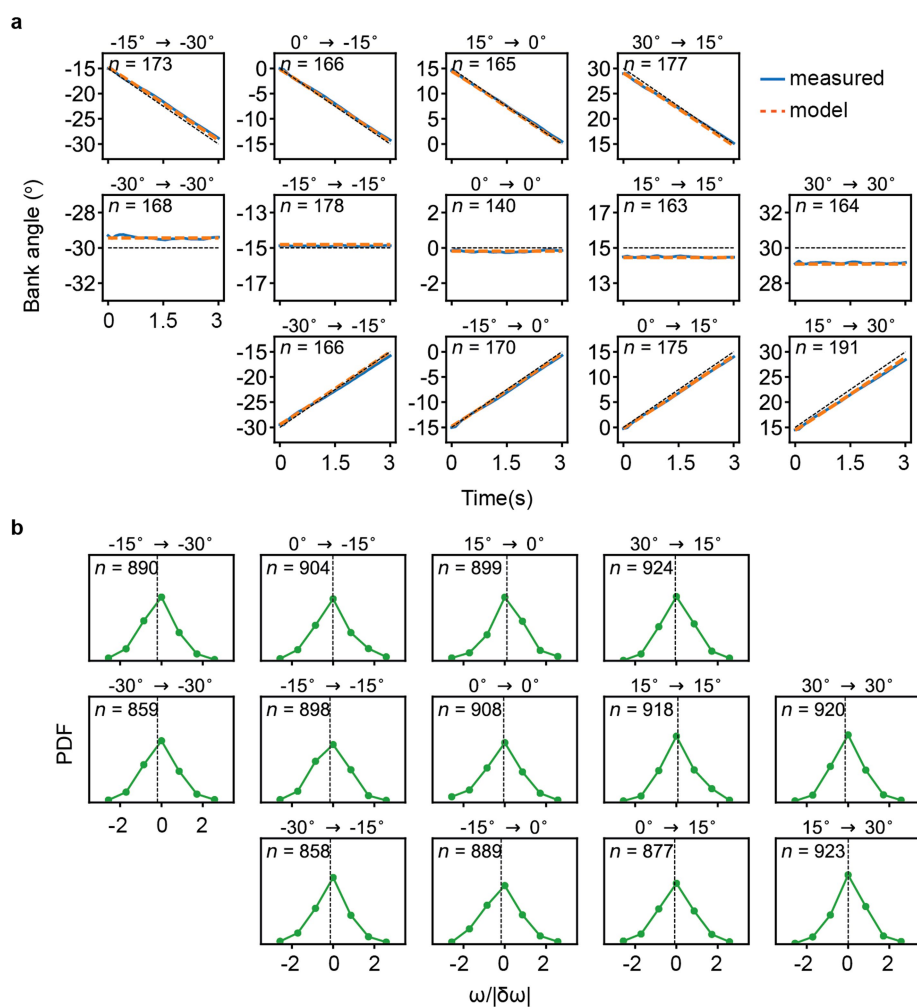 a
-15° → -30°
0° → -15°
15° → 0°
30° → 15°
n = 173
n = 166
n = 165
n = 177
-15
-20
-25
-30
0
-5
-10
-15
15
10
5
0
30
25
20
15
measured
model
Bank angle (°)
-30° → -30°
-15° → -15°
0° → 0°
15° → 15°
30° → 30°
n = 168
n = 178
n = 140
n = 163
n = 164
-28
-30
-32
-13
-15
-17
2
0
-2
17
15
13
32
30
28
0 1.5 3
-30° → -15°
-15° → 0°
0° → 15°
15° → 30°
n = 166
n = 170
n = 175
n = 191
-15
-20
-25
-30
0
-5
-10
-15
15
10
5
0
30
25
20
15
0 1.5 3
0 1.5 3
0 1.5 3
0 1.5 3
Time(s)
b
-15° → -30°
0° → -15°
15° → 0°
30° → 15°
n = 890
n = 904
n = 899
n = 924
PDF
-30° → -30°
-15° → -15°
0° → 0°
15° → 15°
30° → 30°
n = 859
n = 898
n = 908
n = 918
n = 920
-2 0 2
-30° → -15°
-15° → 0°
0° → 15°
15° → 30°
n = 858
n = 889
n = 877
n = 923
-2 0 2
-2 0 2
-2 0 2
-2 0 2
ω/|δω|